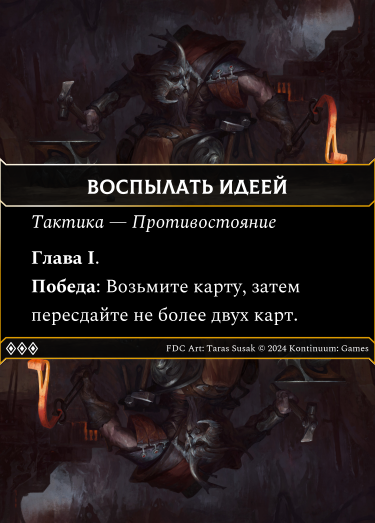 ВОСПЫЛАТЬ ИДЕЕЙ
Тактика — Противостояние
Глава I.
Победа: Возьмите карту, затем
пересдайте не более двух карт.
FDC Art: Taras Susak © 2024 Kontinuum: Games